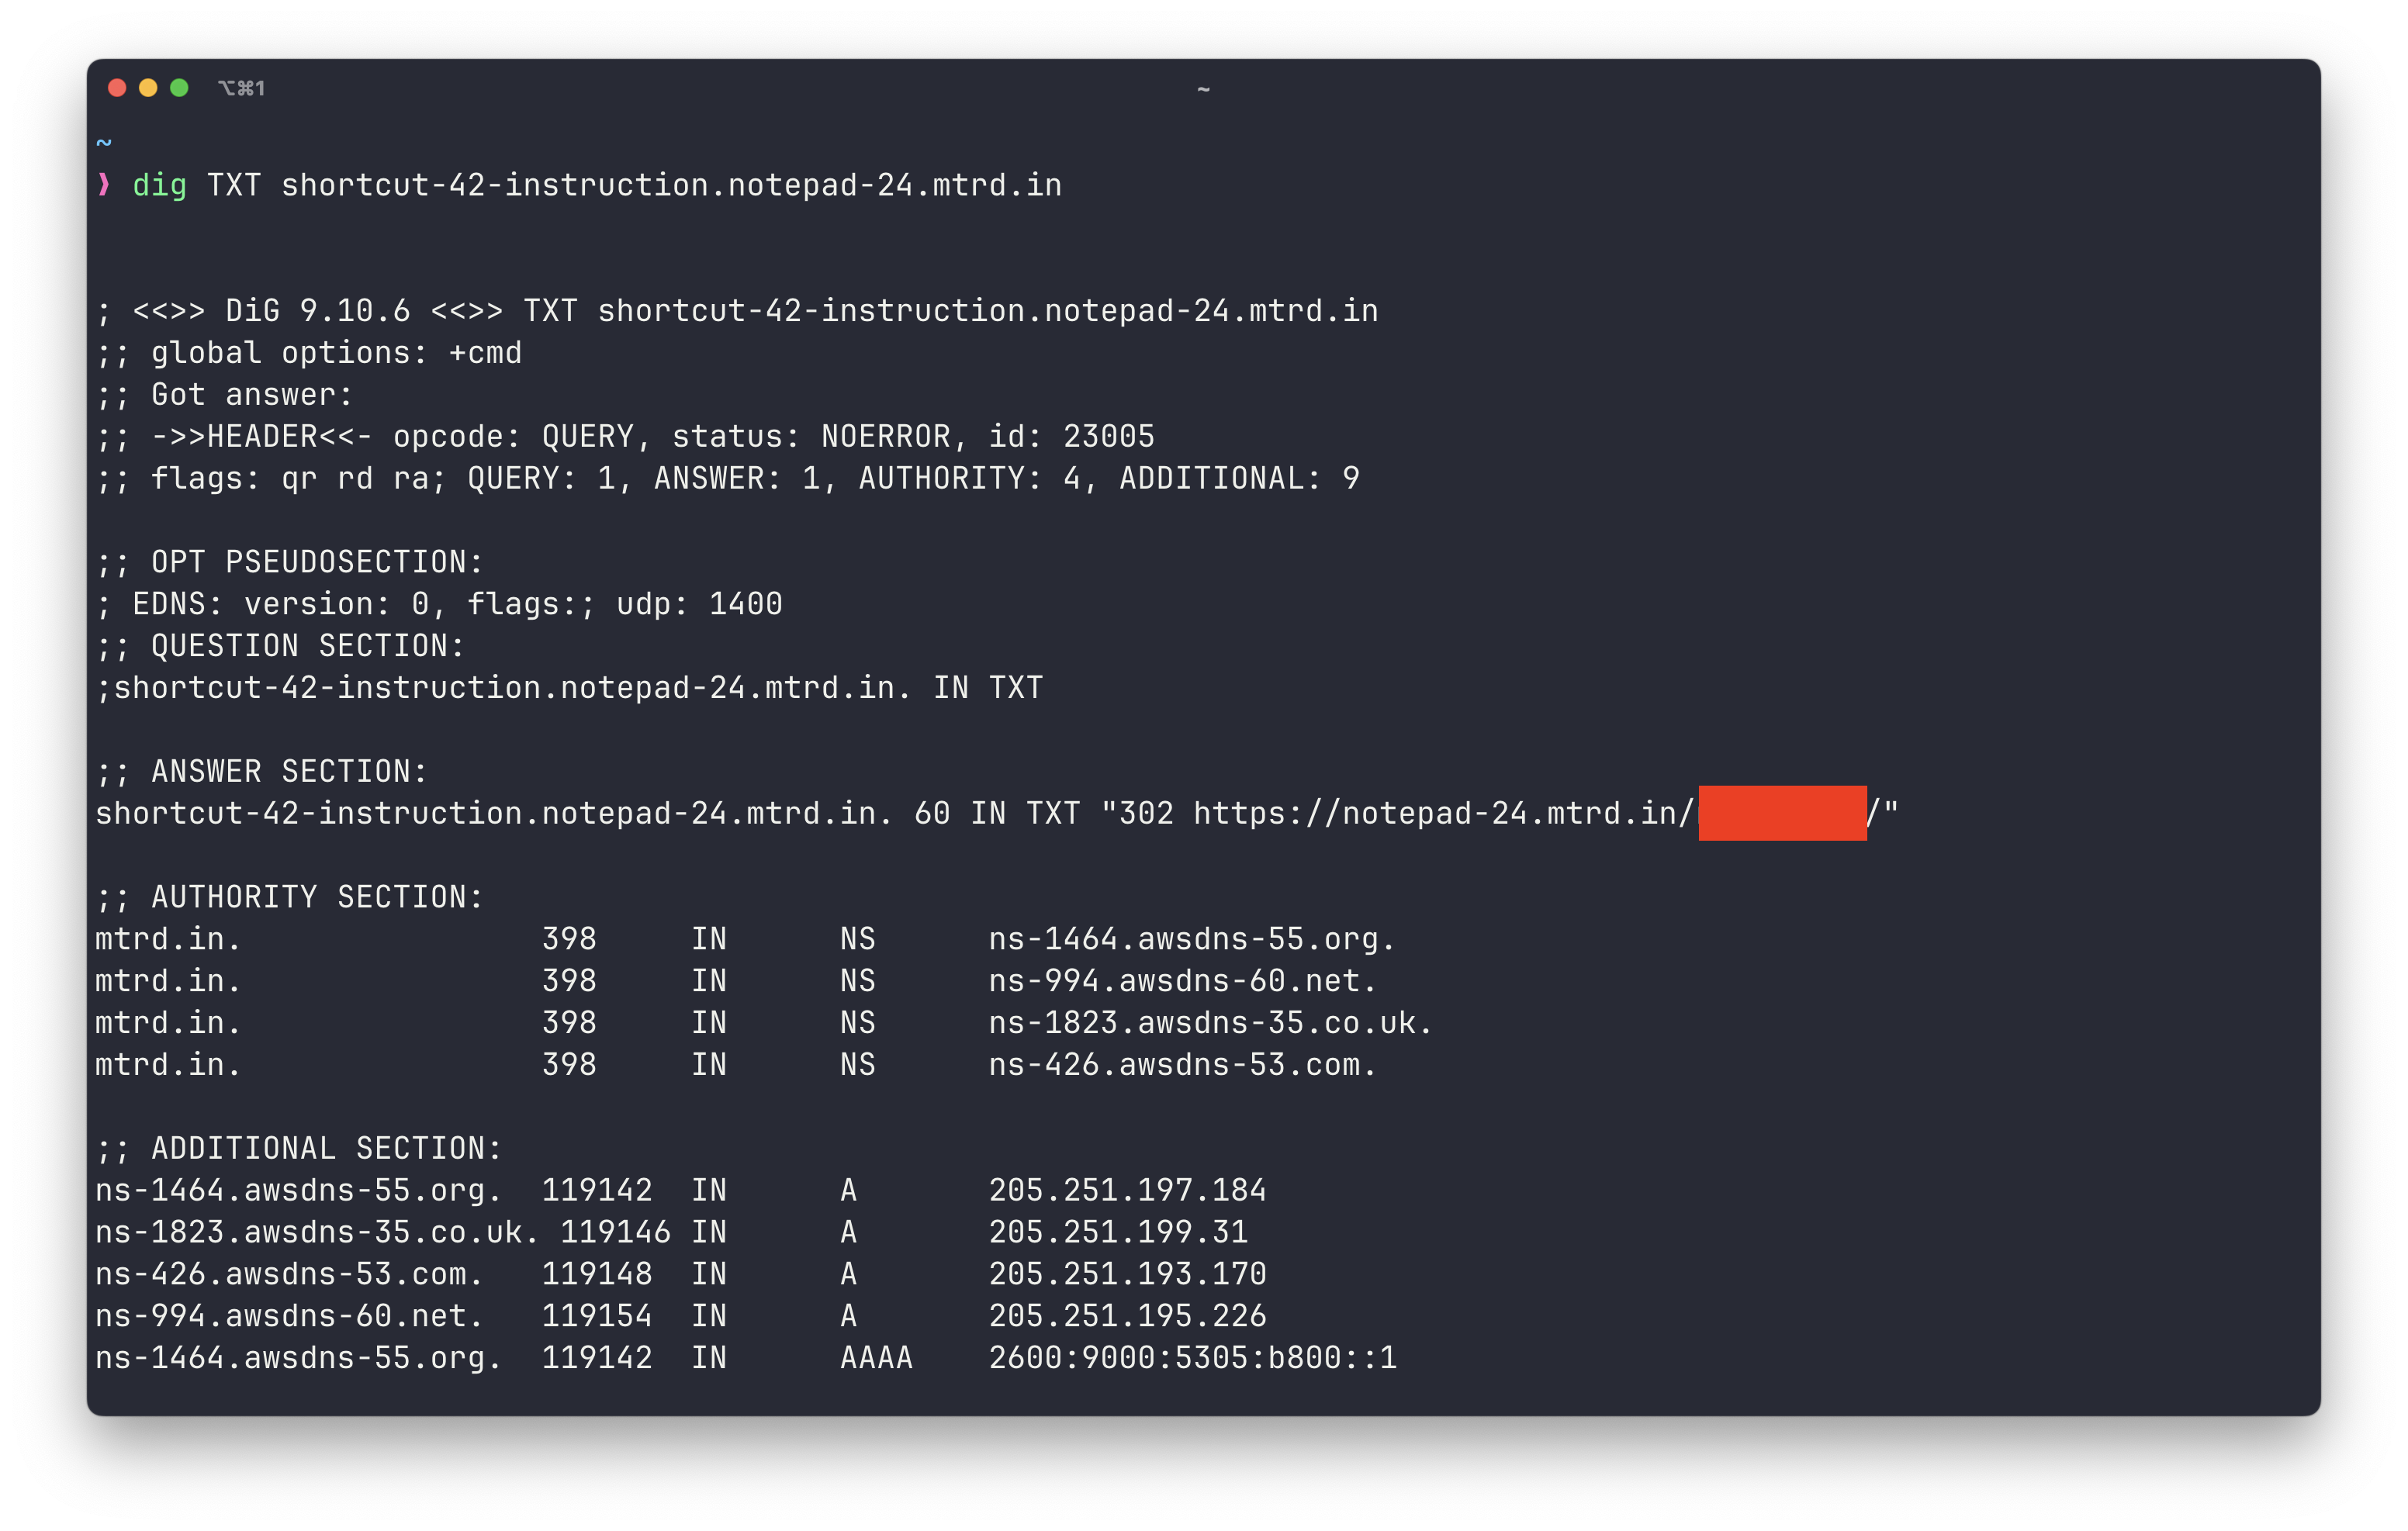 ⌥⌘1
~
~
❯ dig TXT shortcut-42-instruction.notepad-24.mtrd.in
; <<>> DiG 9.10.6 <<>> TXT shortcut-42-instruction.notepad-24.mtrd.in
;; global options: +cmd
;; Got answer:
;; ->>HEADER<<- opcode: QUERY, status: NOERROR, id: 23005
;; flags: qr rd ra; QUERY: 1, ANSWER: 1, AUTHORITY: 4, ADDITIONAL: 9
;; OPT PSEUDOSECTION:
; EDNS: version: 0, flags:; udp: 1400
;; QUESTION SECTION:
;shortcut-42-instruction.notepad-24.mtrd.in. IN TXT
;; ANSWER SECTION:
shortcut-42-instruction.notepad-24.mtrd.in. 60 IN TXT "302 https://notepad-24.mtrd.in/ /"
;; AUTHORITY SECTION:
mtrd.in. 398 IN NS ns-1464.awsdns-55.org.
mtrd.in. 398 IN NS ns-994.awsdns-60.net.
mtrd.in. 398 IN NS ns-1823.awsdns-35.co.uk.
mtrd.in. 398 IN NS ns-426.awsdns-53.com.
;; ADDITIONAL SECTION:
ns-1464.awsdns-55.org. 119142 IN A 205.251.197.184
ns-1823.awsdns-35.co.uk. 119146 IN A 205.251.199.31
ns-426.awsdns-53.com. 119148 IN A 205.251.193.170
ns-994.awsdns-60.net. 119154 IN A 205.251.195.226
ns-1464.awsdns-55.org. 119142 IN AAAA 2600:9000:5305:b800::1